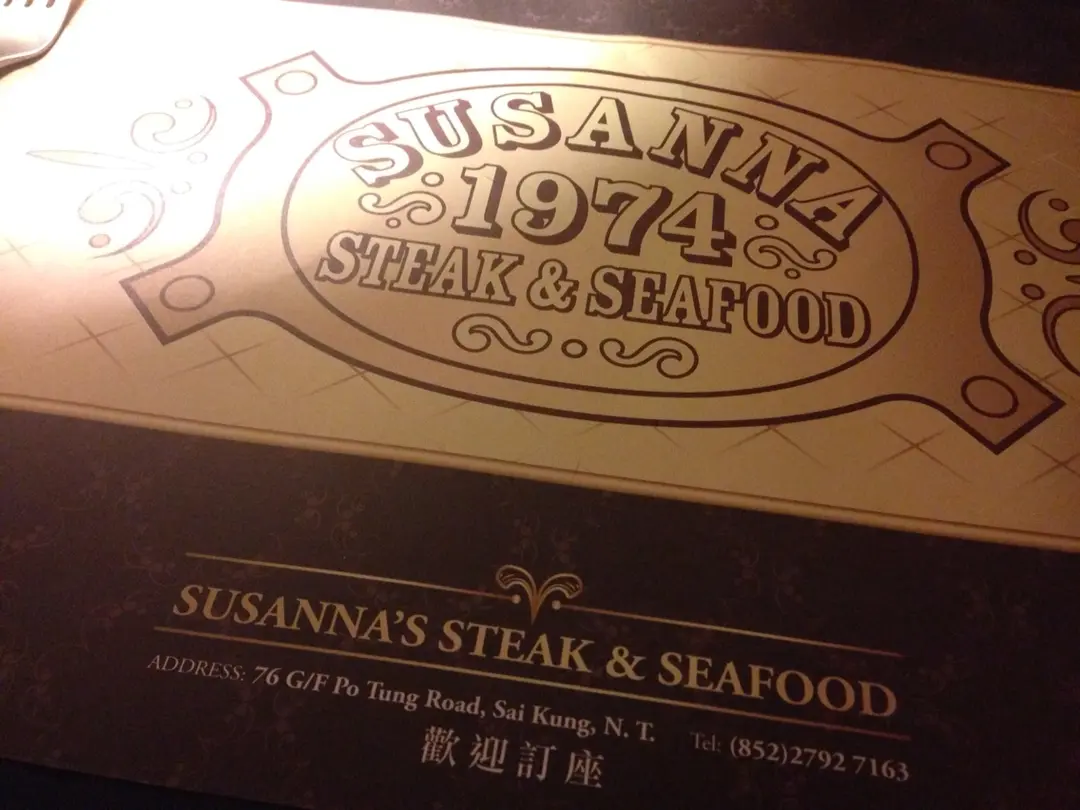 SUSANNA
1974
STEAK & SEAFOOD
SUSANNA'S STEAK & SEAFOOD
ADDRESS: 76 G/F Po Tung Road, Sai Kung, N. T. Tel: (852)2792 7163
歡迎訂座